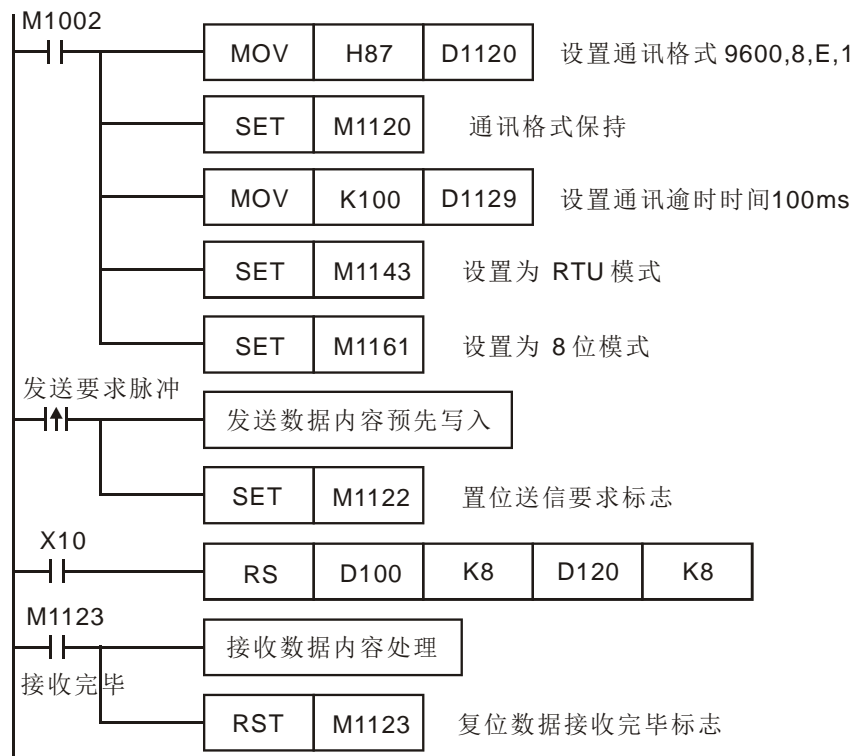 M1002
MOV H87 D1120 设置通讯格式 9600,8,E,1
SET M1120 通讯格式保持
MOV K100 D1129 设置通讯逾时时间100ms
SET M1143 设置为 RTU 模式
SET M1161 设置为 8位模式
发送要求脉冲
发送数据内容预先写入
SET M1122 置位送信要求标志
X10
RS D100 K8 D120 K8
M1123
接收数据内容处理
接收完毕
RST M1123 复位数据接收完毕标志